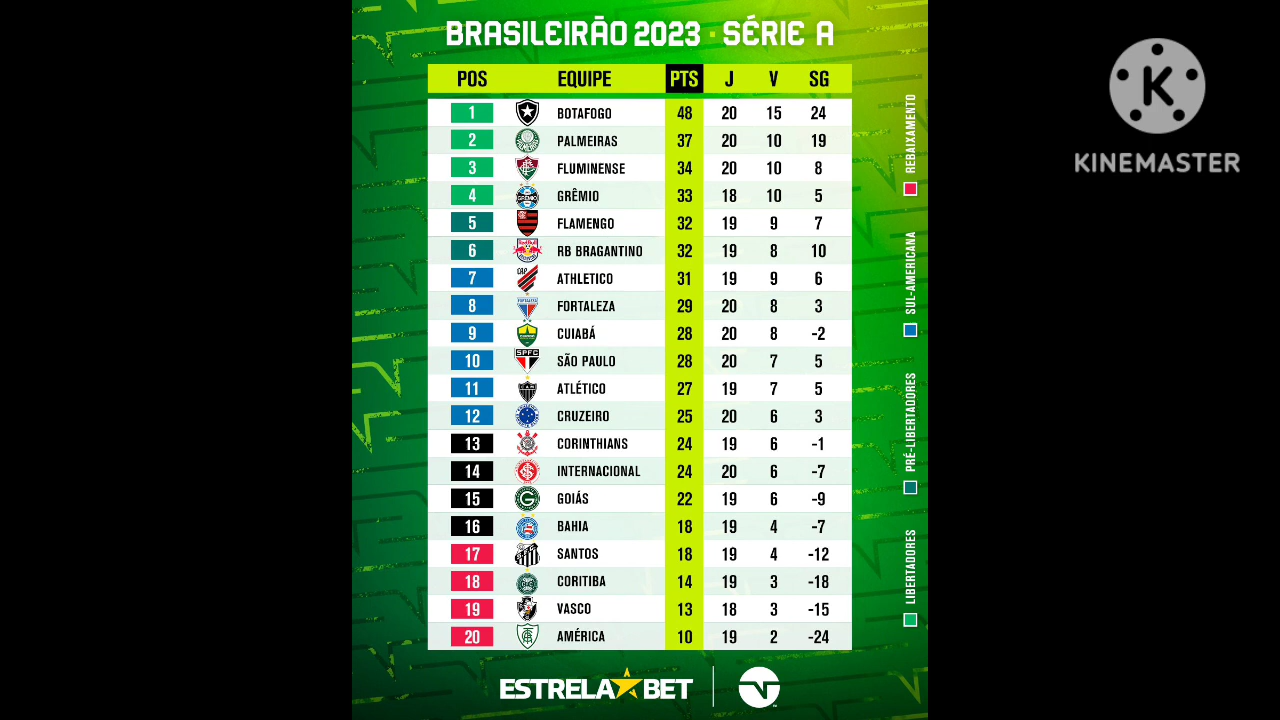 BRASILEIRÃO 2023 · SÉRIE A
POS EQUIPE PTS J V SG
1 BOTAFOGO 48 20 15 24
2 PALMEIRAS 37 20 10 19
3 FLUMINENSE 34 20 10 8
4 GRÊMIO 33 18 10 5
5 FLAMENGO 32 19 9 7
6 RB BRAGANTINO 32 19 8 10
7 ATHLETICO 31 19 9 6
8 FORTALEZA 29 20 8 3
9 CUIABÁ 28 20 8 -2
10 SÃO PAULO 28 20 7 5
11 ATLÉTICO 27 19 7 5
12 CRUZEIRO 25 20 6 3
13 CORINTHIANS 24 19 6 -1
14 INTERNACIONAL 24 20 6 -7
15 GOIÁS 22 19 6 -9
16 BAHIA 18 19 4 -7
17 SANTOS 18 19 4 -12
18 CORITIBA 14 19 3 -18
19 VASCO 13 18 3 -15
20 AMÉRICA 10 19 2 -24
LIBERTADORES
PRÉ-LIBERTADORES
SUL-AMERICANA
REBAIXAMENTO
ESTRELA BET
K
KINEMASTER